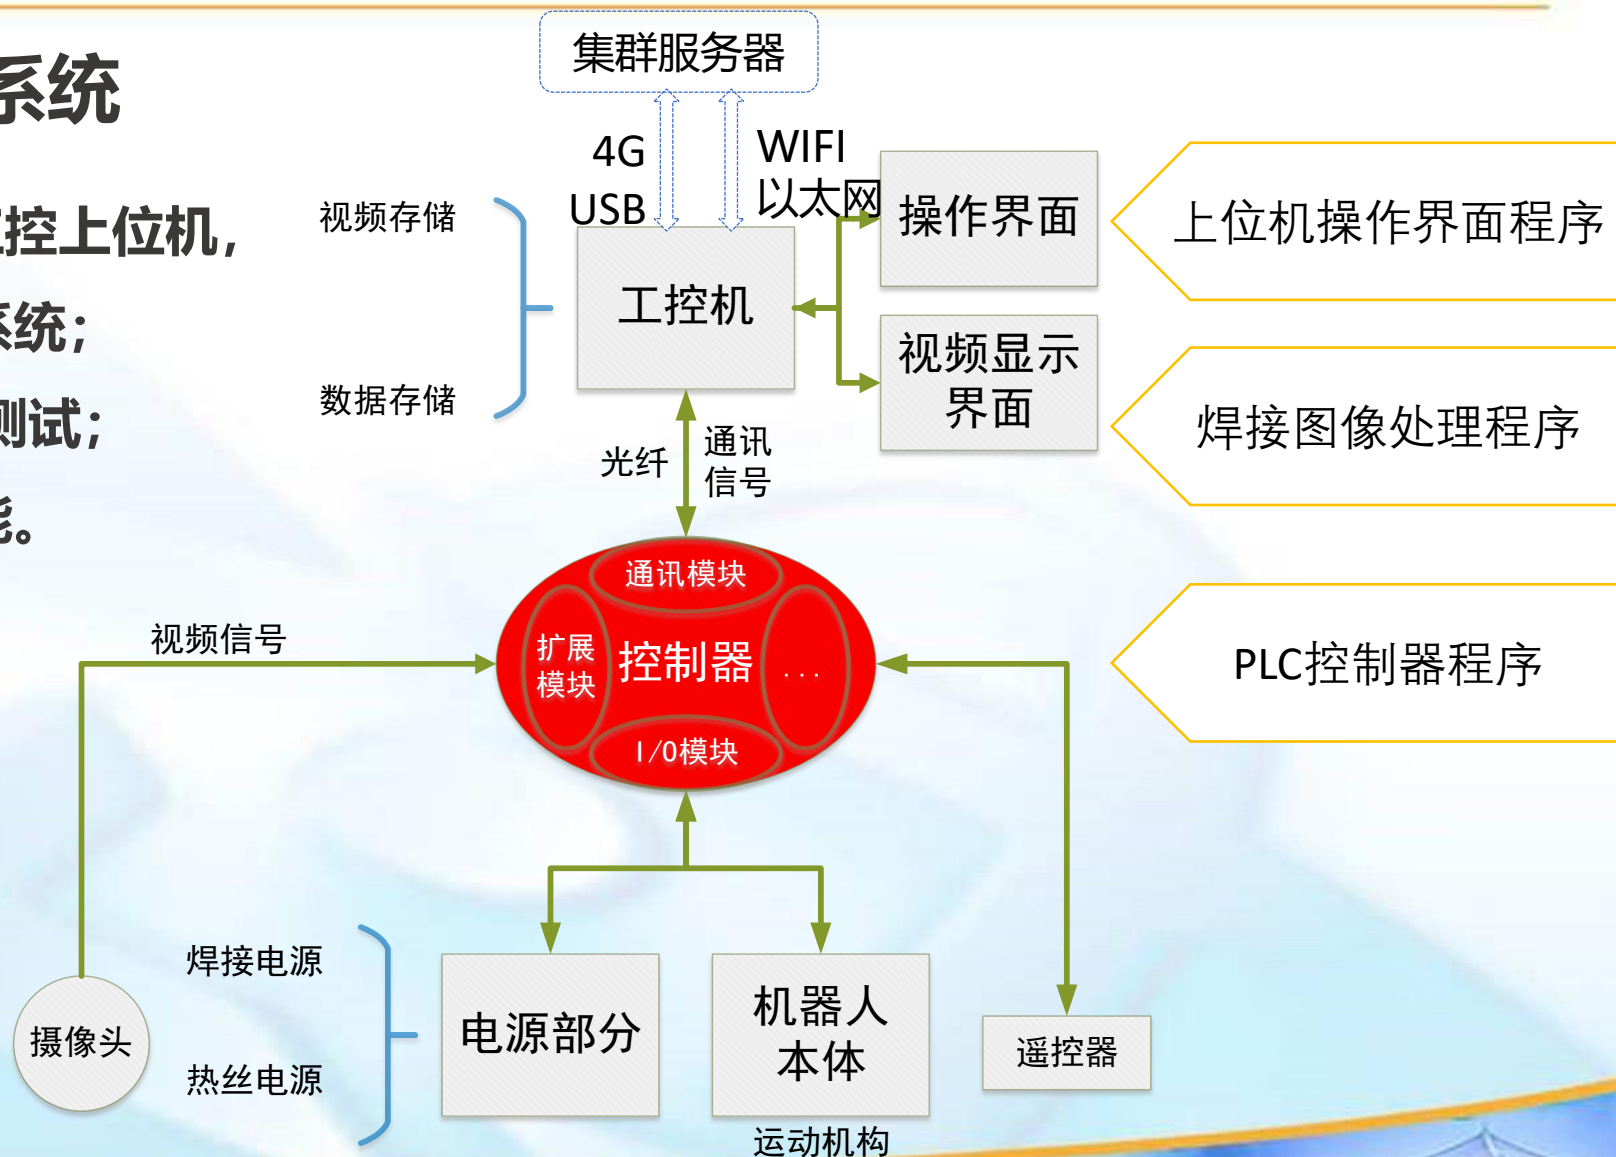 系统
控上位机，
系统；
测试；
能。
集群服务器
4G
USB
WIFI
以太网
视频存储
数据存储
工控机
操作界面
视频显示
界面
上位机操作界面程序
焊接图像处理程序
PLC控制器程序
光纤
通讯
信号
视频信号
通讯模块
扩展
模块
控制器
...
I/O模块
摄像头
焊接电源
热丝电源
电源部分
机器人
本体
运动机构
遥控器